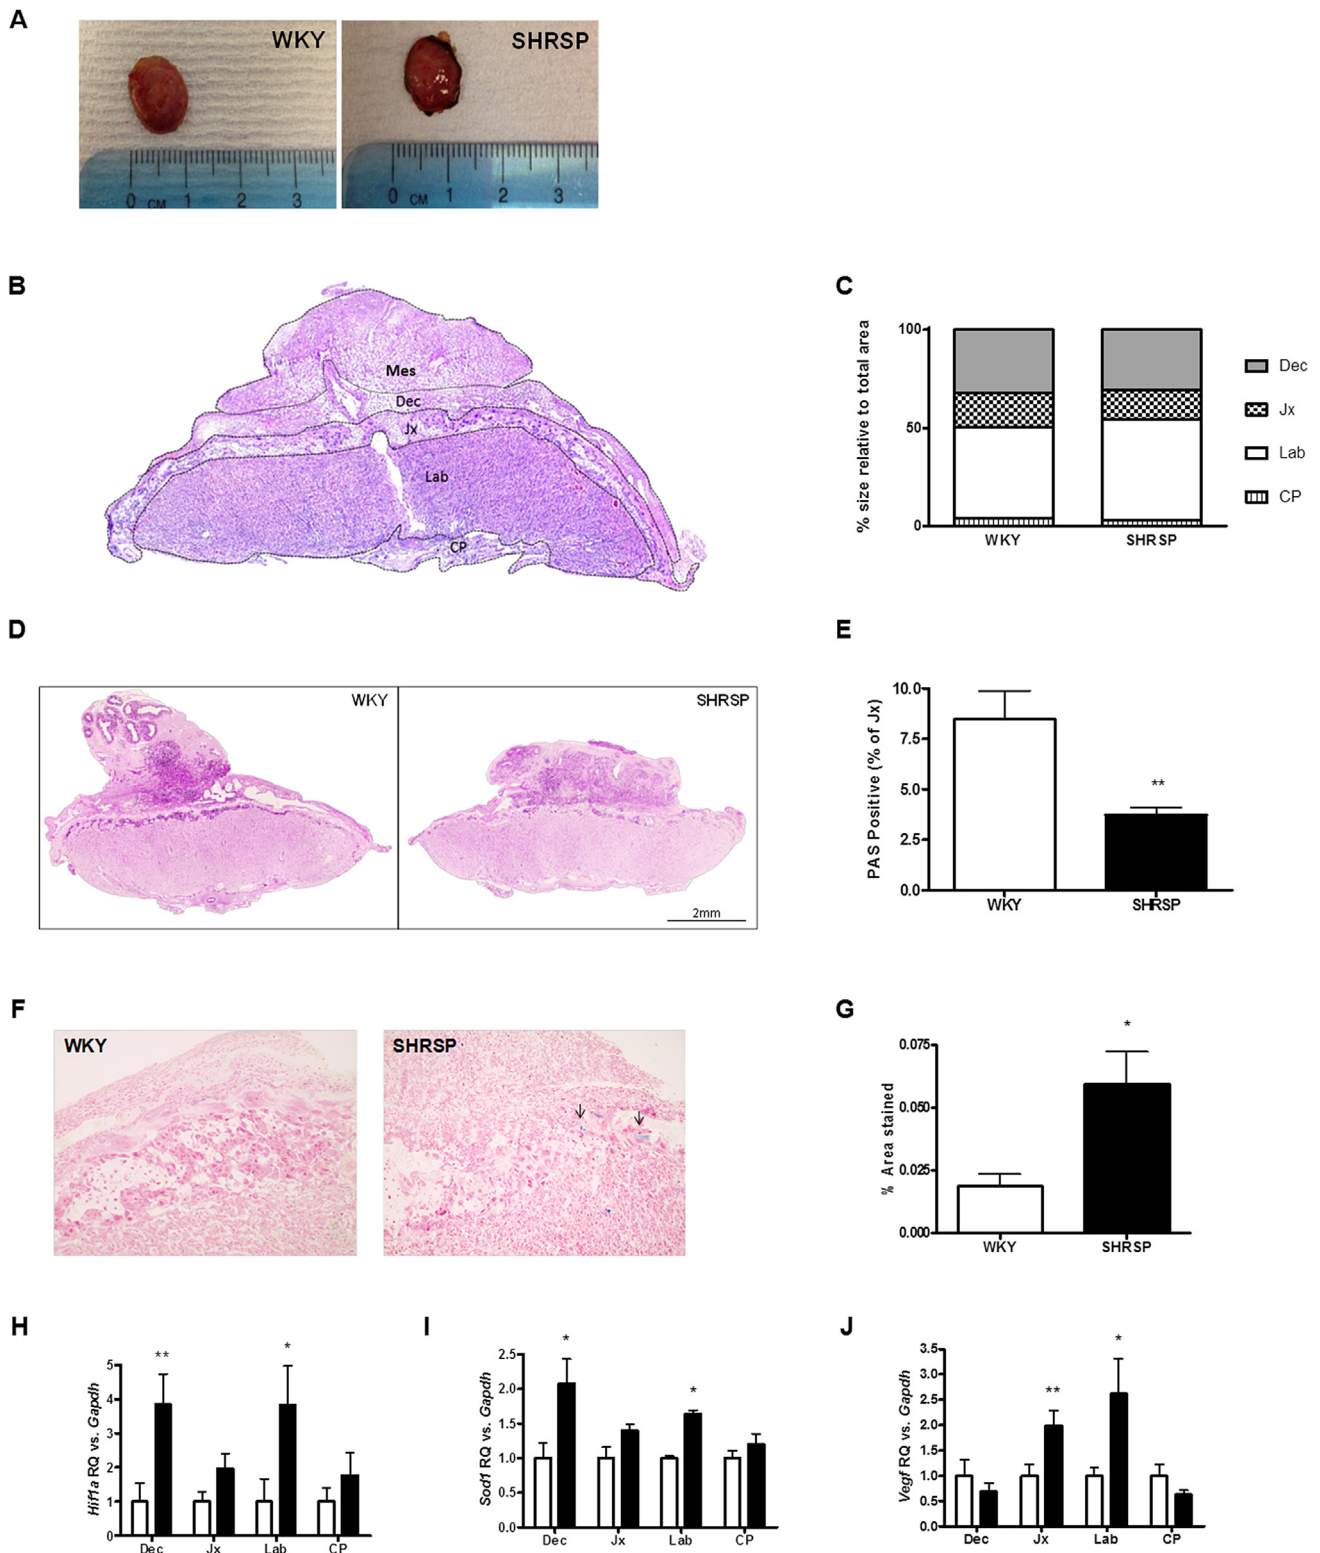 A
WKY
SHRSP
0 CM 1 2 3
0 CM 1 2 3
B
Mes
Dec
Jx
Lab
CP
C
% size relative to total area
100
50
0
WKY SHRSP
Dec
Jx
Lab
CP
D
WKY
SHRSP
2mm
E
PAS Positive (% of Jx)
10.0
7.5
5.0
2.5
0.0
**
WKY SHRSP
F
WKY
SHRSP
G
% Area stained
0.075
0.050
0.025
0.000
*
WKY SHRSP
H
Hif1a RQ vs. Gapdh
5
4
3
2
1
0
** *
Dec Jx Lab CP
I
Sod1 RQ vs. Gapdh
2.5
2.0
1.5
1.0
0.5
0.0
* *
Dec Jx Lab CP
J
Vegf RQ vs. Gapdh
3.5
3.0
2.5
2.0
1.5
1.0
0.5
0.0
** *
Dec Jx Lab CP